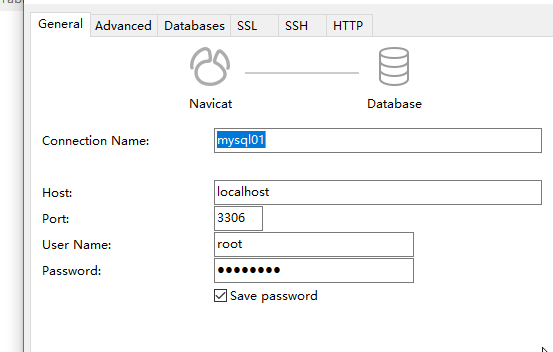 General Advanced Databases SSL SSH HTTP
Navicat Database
Connection Name: mysql01
Host: localhost
Port: 3306
User Name: root
Password: ●●●●●●●●
Save password